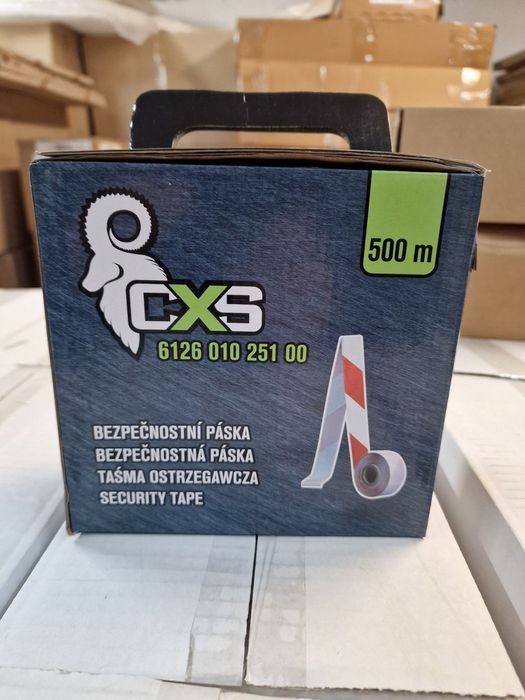 500 m
CXS
6126 010 251 00
BEZPEČNOSTNÍ PÁSKA
BEZPEČNOSTNÁ PÁSKA
TAŚMA OSTRZEGAWCZA
SECURITY TAPE